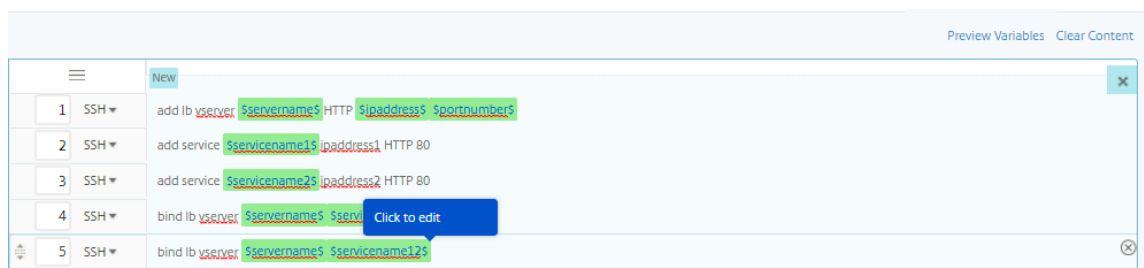 Preview Variables Clear Content
New
1 SSH add lb vserver $servername$ HTTP $ipaddress$ $portnumber$
2 SSH add service $servicename1$ ipaddress1 HTTP 80
3 SSH add service $servicename2$ ipaddress2 HTTP 80
4 SSH bind lb vserver $servername$ $servi Click to edit
5 SSH bind lb vserver $servername$ $servicename12$